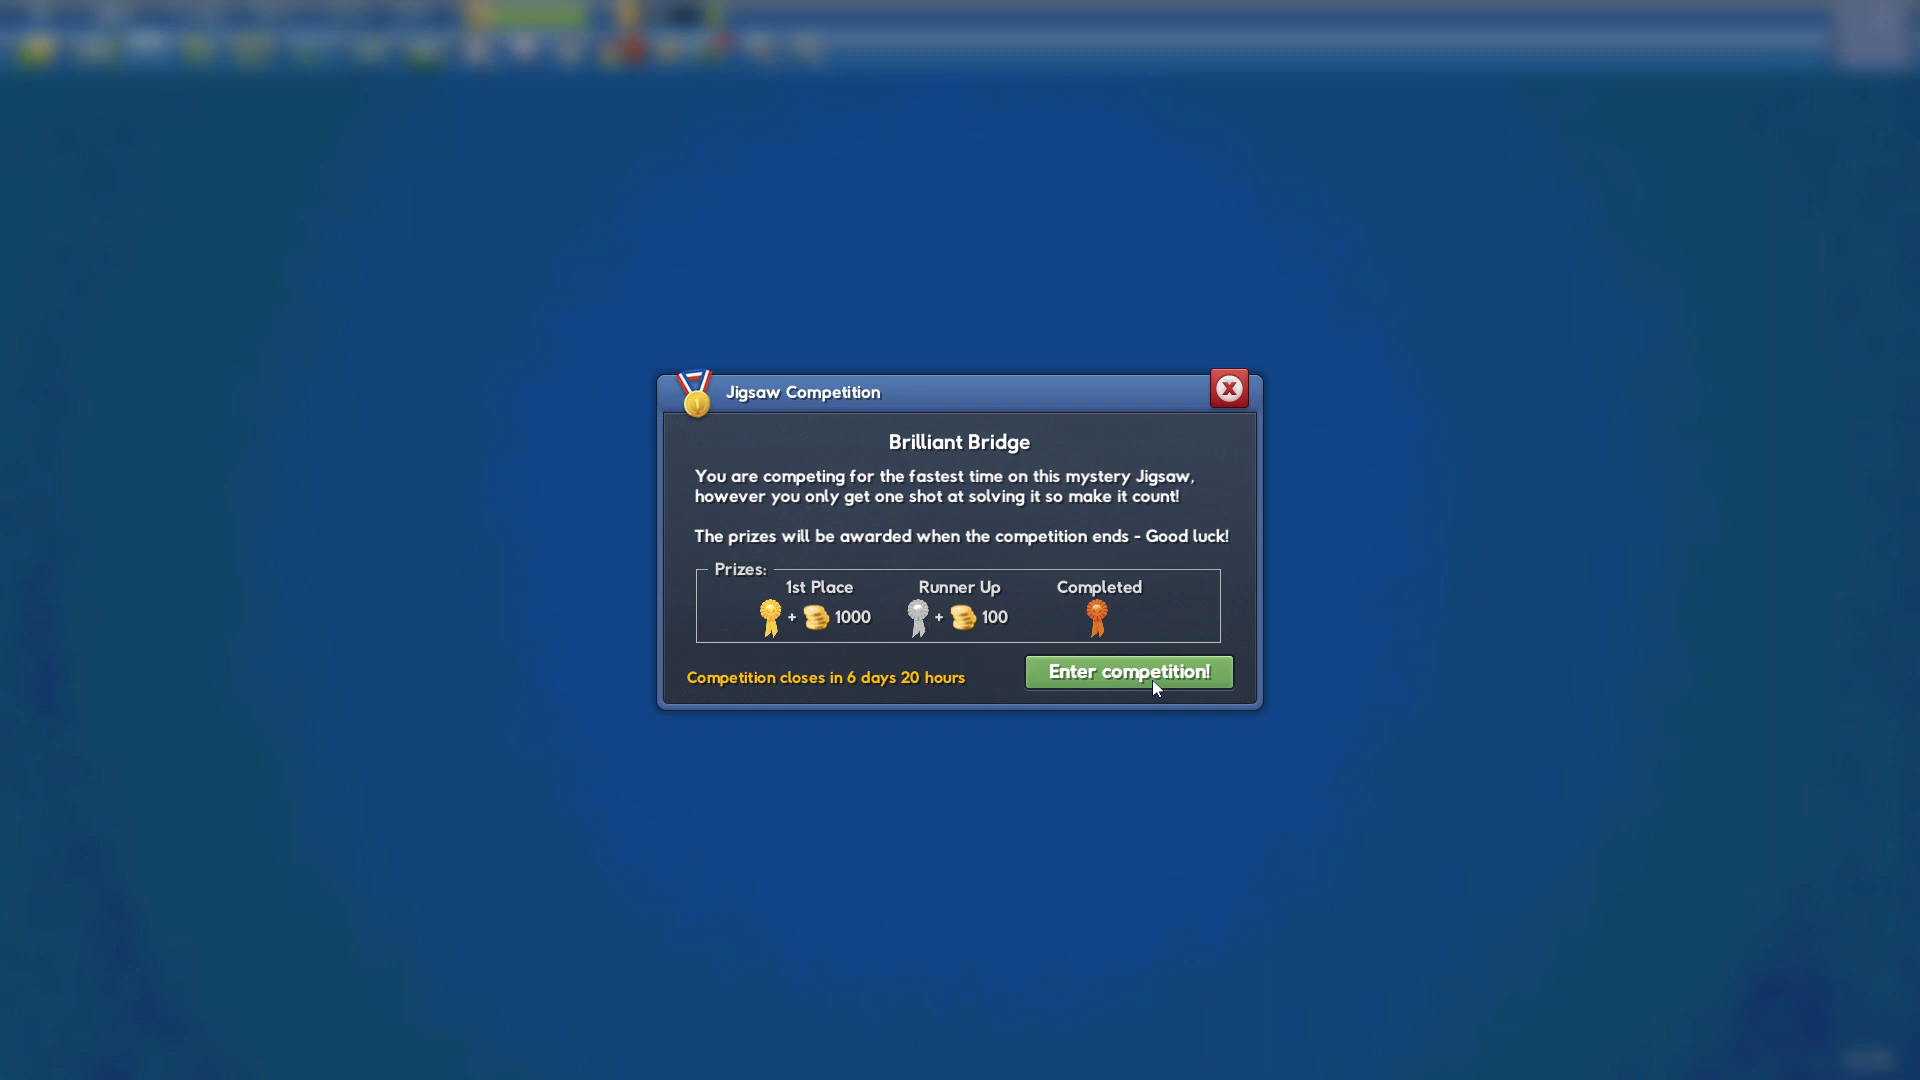 Jigsaw Competition
Brilliant Bridge
You are competing for the fastest time on this mystery Jigsaw,
however you only get one shot at solving it so make it count!
The prizes will be awarded when the competition ends - Good luck!
Prizes:
1st Place
Runner Up
Completed
1
+ 1000
+ 100
Competition closes in 6 days 20 hours
Enter competition!